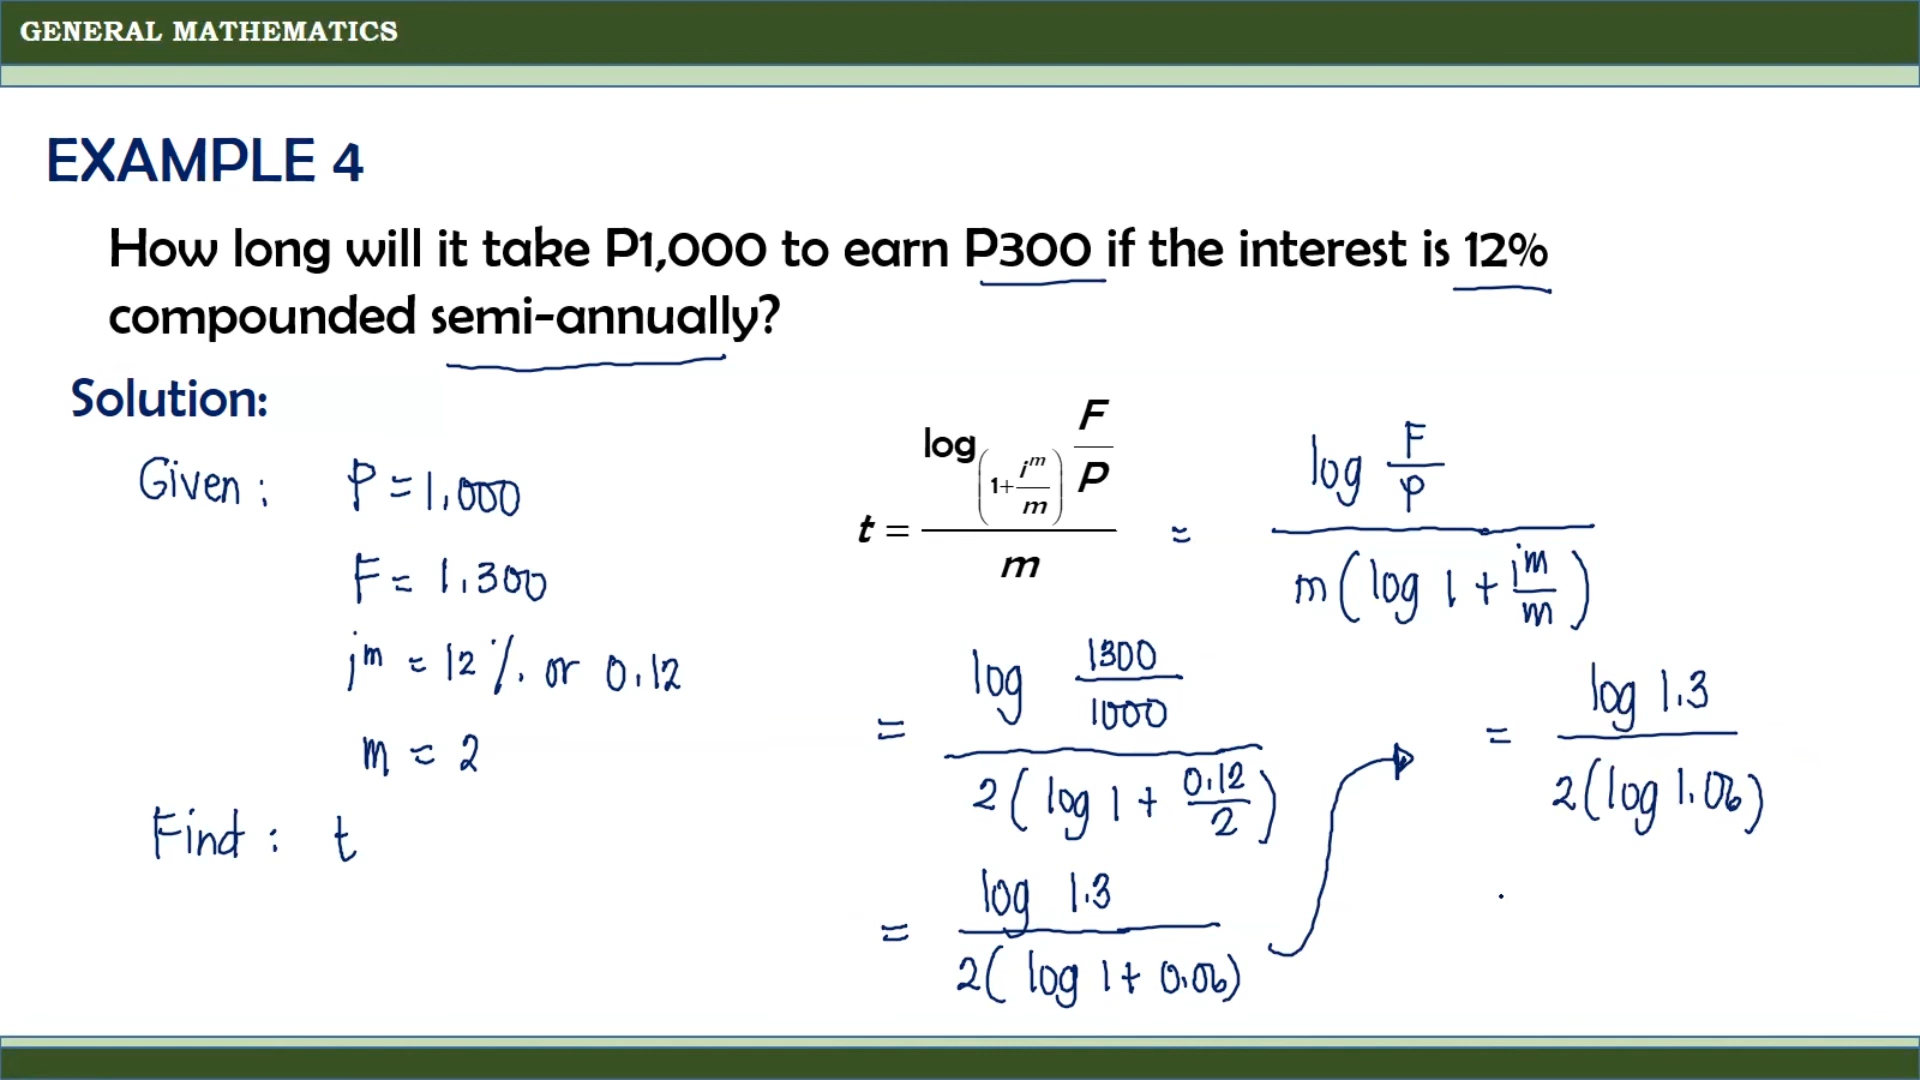 GENERAL MATHEMATICS
EXAMPLE 4
How long will it take P1,000 to earn P300 if the interest is 12%
compounded semi-annually?
Solution:
Given : P = 1,000
F = 1,300
i^m = 12 % or 0.12
m = 2
Find : t
t = log_(1+ i^m/m) F/P / m = log F/P / m ( log 1 + i^m/m )
= log 1300/1000 / 2 ( log 1 + 0.12/2 )
= log 1.3 / 2 ( log 1 + 0.06 )
= log 1.3 / 2 ( log 1.06 )